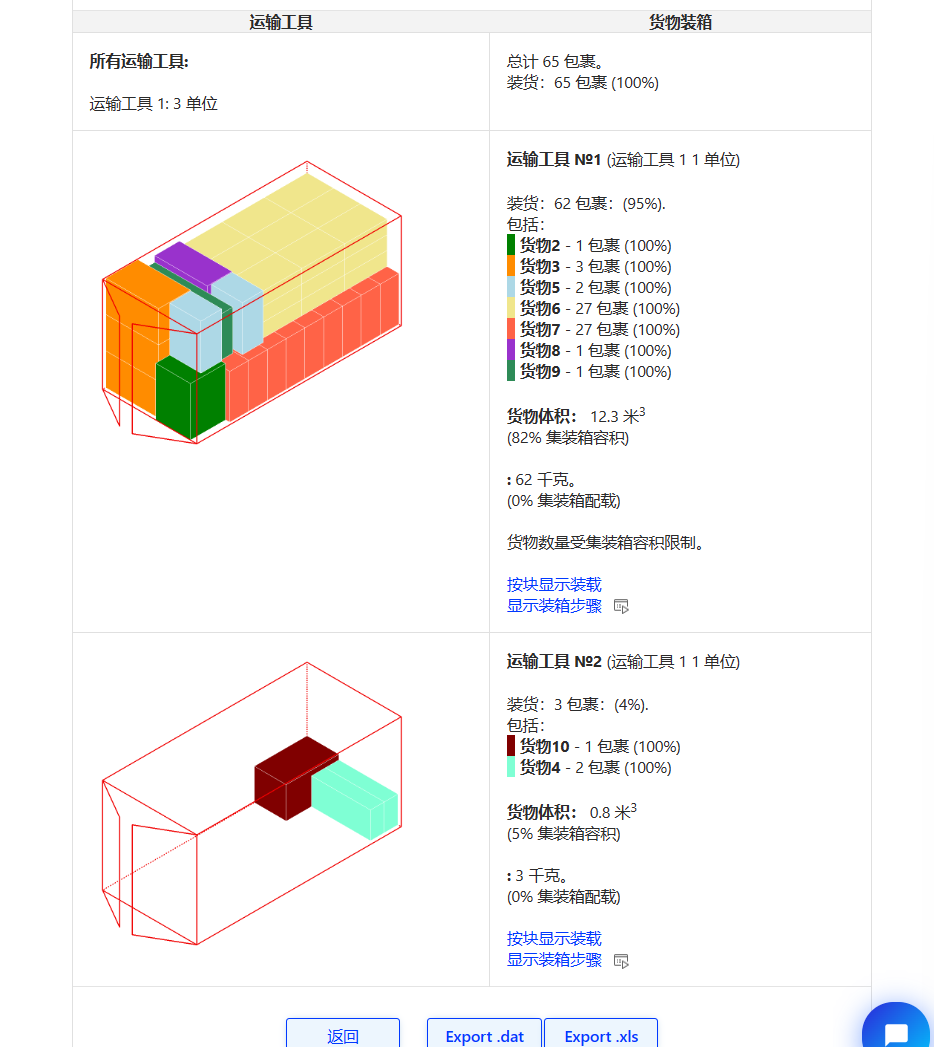 运输工具
货物装箱
所有运输工具:
运输工具 1: 3 单位
总计 65 包裹。
装货: 65 包裹 (100%)
运输工具 №1 (运输工具 1 1 单位)
装货: 62 包裹: (95%).
包括:
货物2 - 1 包裹 (100%)
货物3 - 3 包裹 (100%)
货物5 - 2 包裹 (100%)
货物6 - 27 包裹 (100%)
货物7 - 27 包裹 (100%)
货物8 - 1 包裹 (100%)
货物9 - 1 包裹 (100%)
货物体积: 12.3 米3
(82% 集装箱容积)
: 62 千克。
(0% 集装箱配载)
货物数量受集装箱容积限制。
按块显示装载
显示装箱步骤
运输工具 №2 (运输工具 1 1 单位)
装货: 3 包裹: (4%).
包括:
货物10 - 1 包裹 (100%)
货物4 - 2 包裹 (100%)
货物体积: 0.8 米3
(5% 集装箱容积)
: 3 千克。
(0% 集装箱配载)
按块显示装载
显示装箱步骤
返回
Export .dat
Export .xls